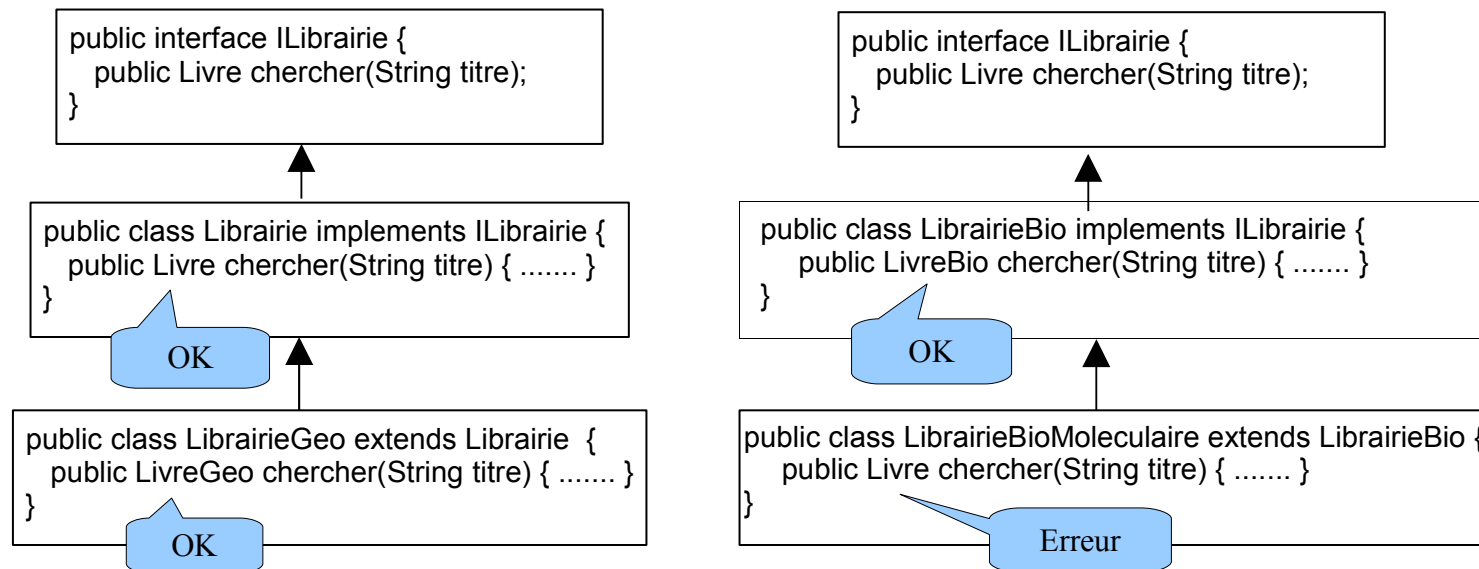 public interface ILibrairie {
public Livre chercher(String titre);
}
public class Librairie implements ILibrairie {
public Livre chercher(String titre) { ....... }
}
OK
public class LibrairieGeo extends Librairie {
public LivreGeo chercher(String titre) { ....... }
}
OK
public interface ILibrairie {
public Livre chercher(String titre);
}
public class LibrairieBio implements ILibrairie {
public LivreBio chercher(String titre) { ....... }
}
OK
public class LibrairieBioMoleculaire extends LibrairieBio {
public Livre chercher(String titre) { ....... }
}
Erreur